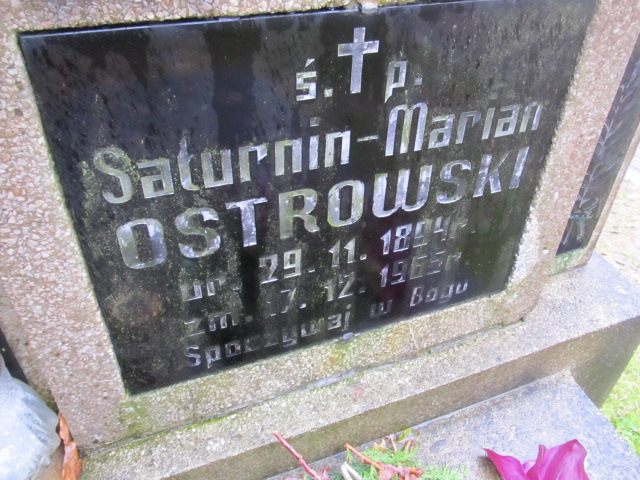 ś. p.
Saturnin-Marian
OSTROWSKI
ur. 29. 11. 1894r.
zm. 17. 12. 1965r.
Spoczywaj w Bogu